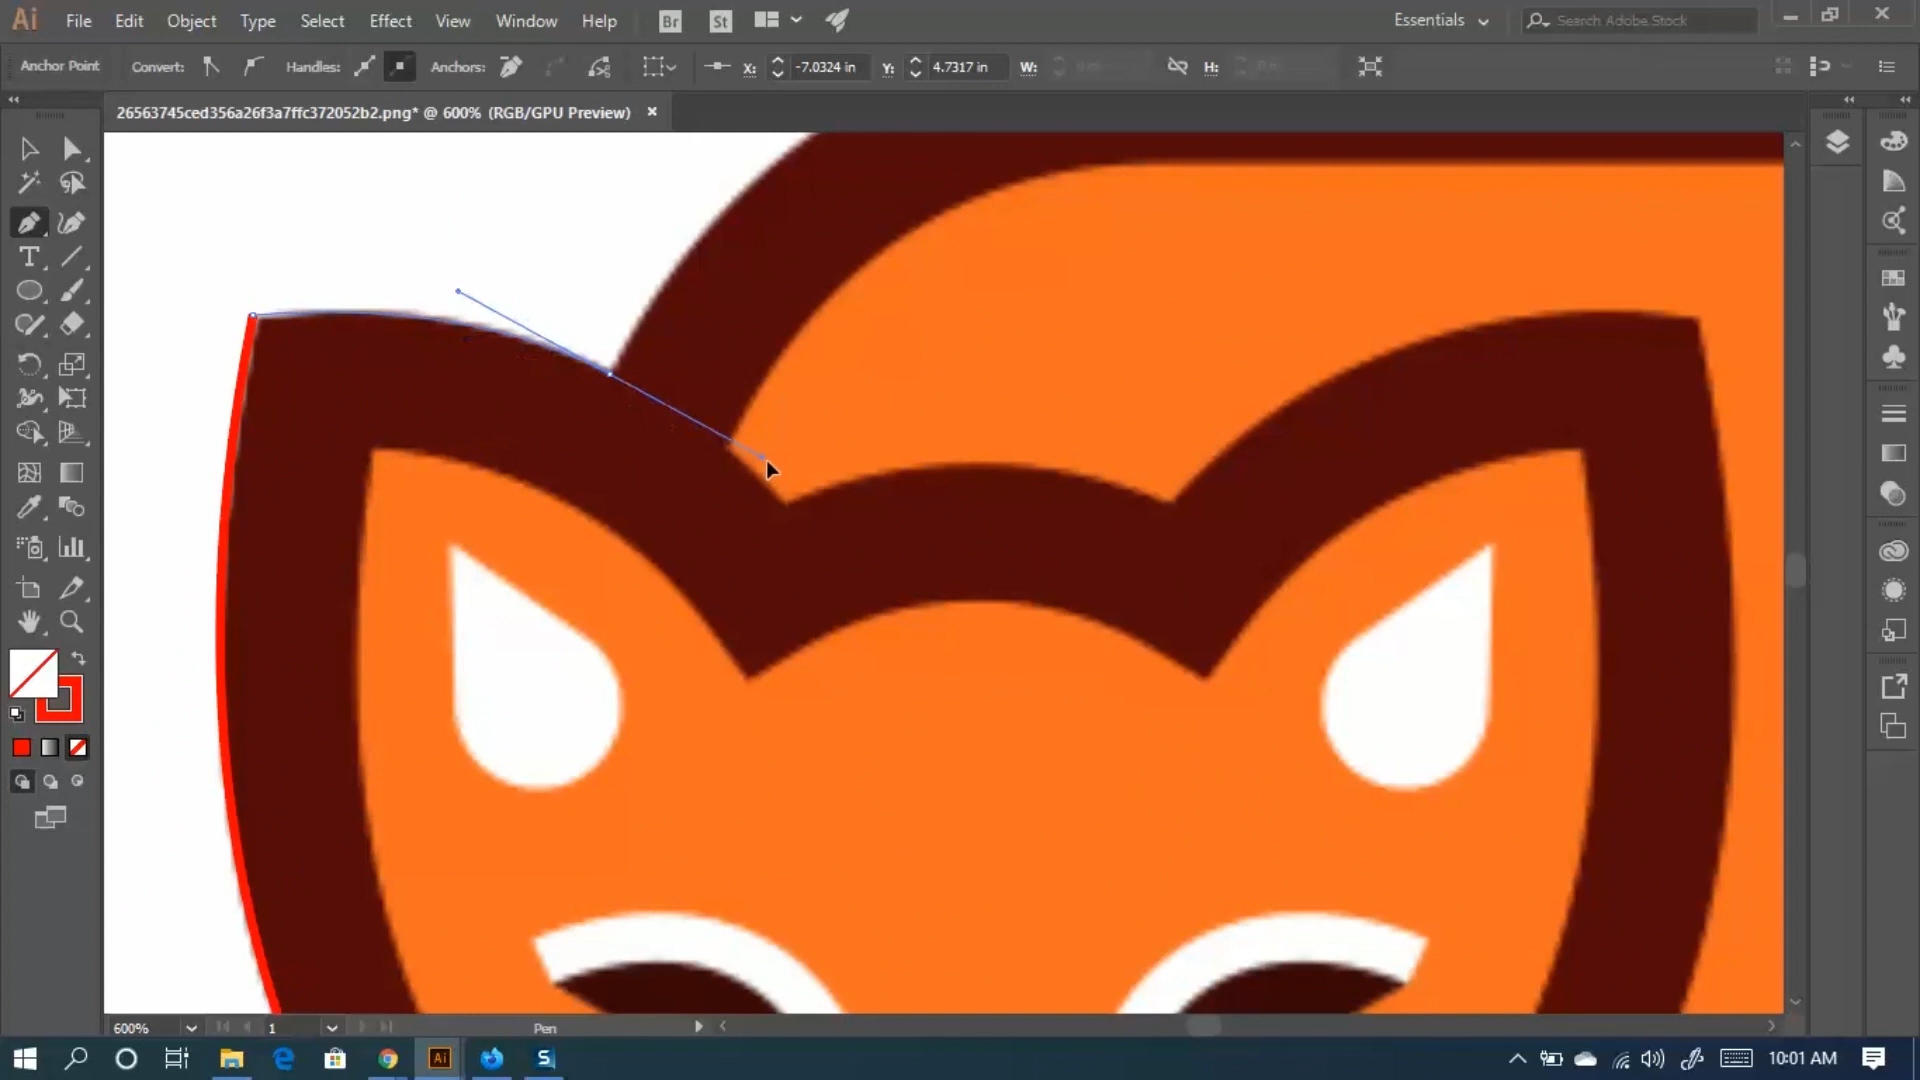 Ai File Edit Object Type Select Effect View Window Help Br St Essentials Search Adobe Stock
Anchor Point Convert: Handles: Anchors: X: -7.0324 in Y: 4.7317 in W: H:
26563745ced356a26f3a7ffc372052b2.png* @ 600% (RGB/GPU Preview)
T
600% 1 Pen
Ai S 10:01 AM